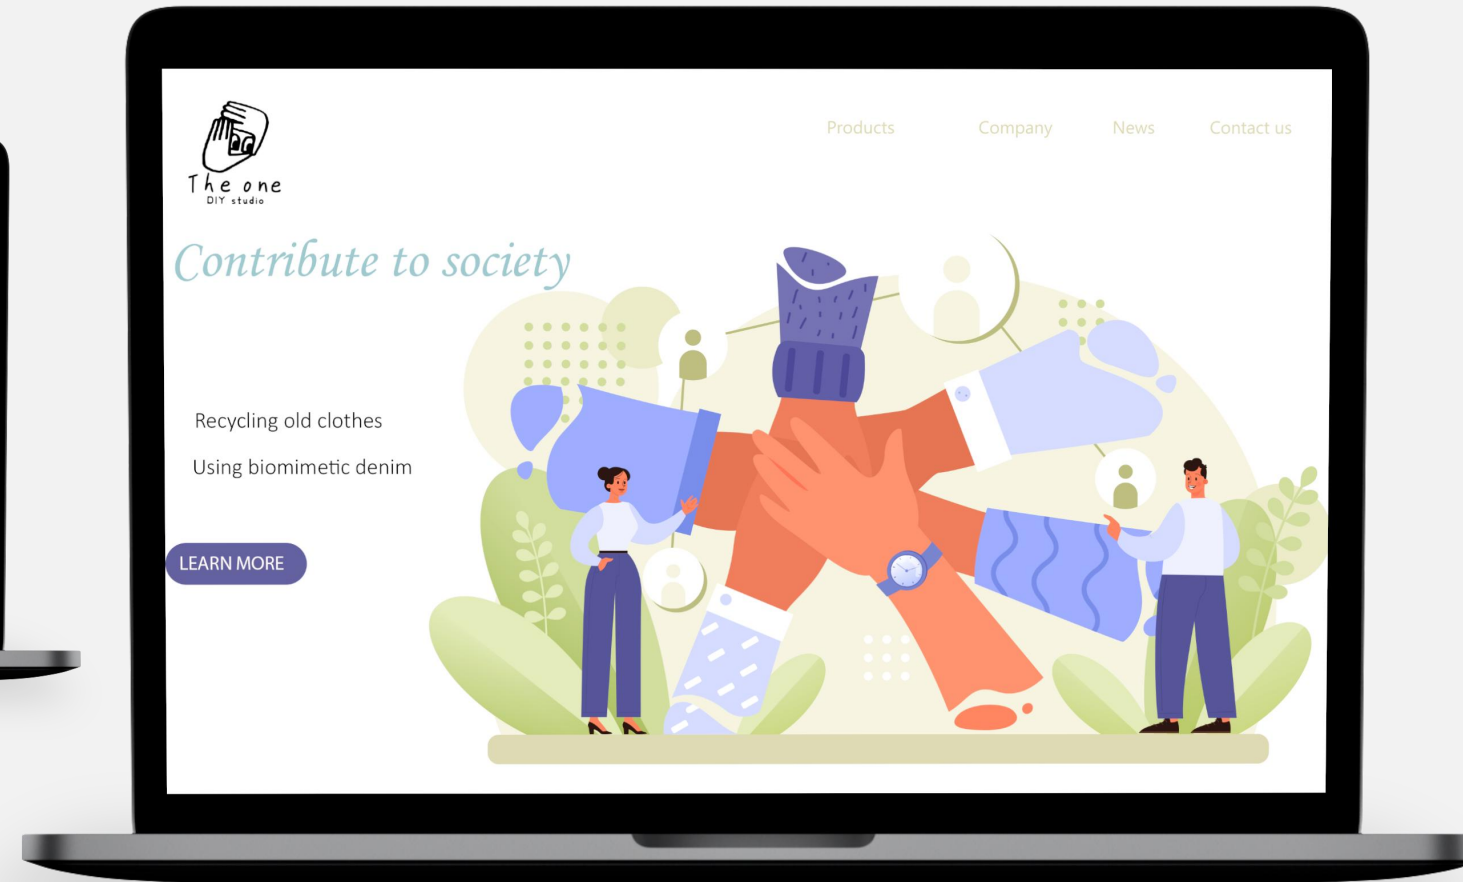 The one
DIY studio
Products
Company
News
Contact us
Contribute to society
Recycling old clothes
Using biomimetic denim
LEARN MORE